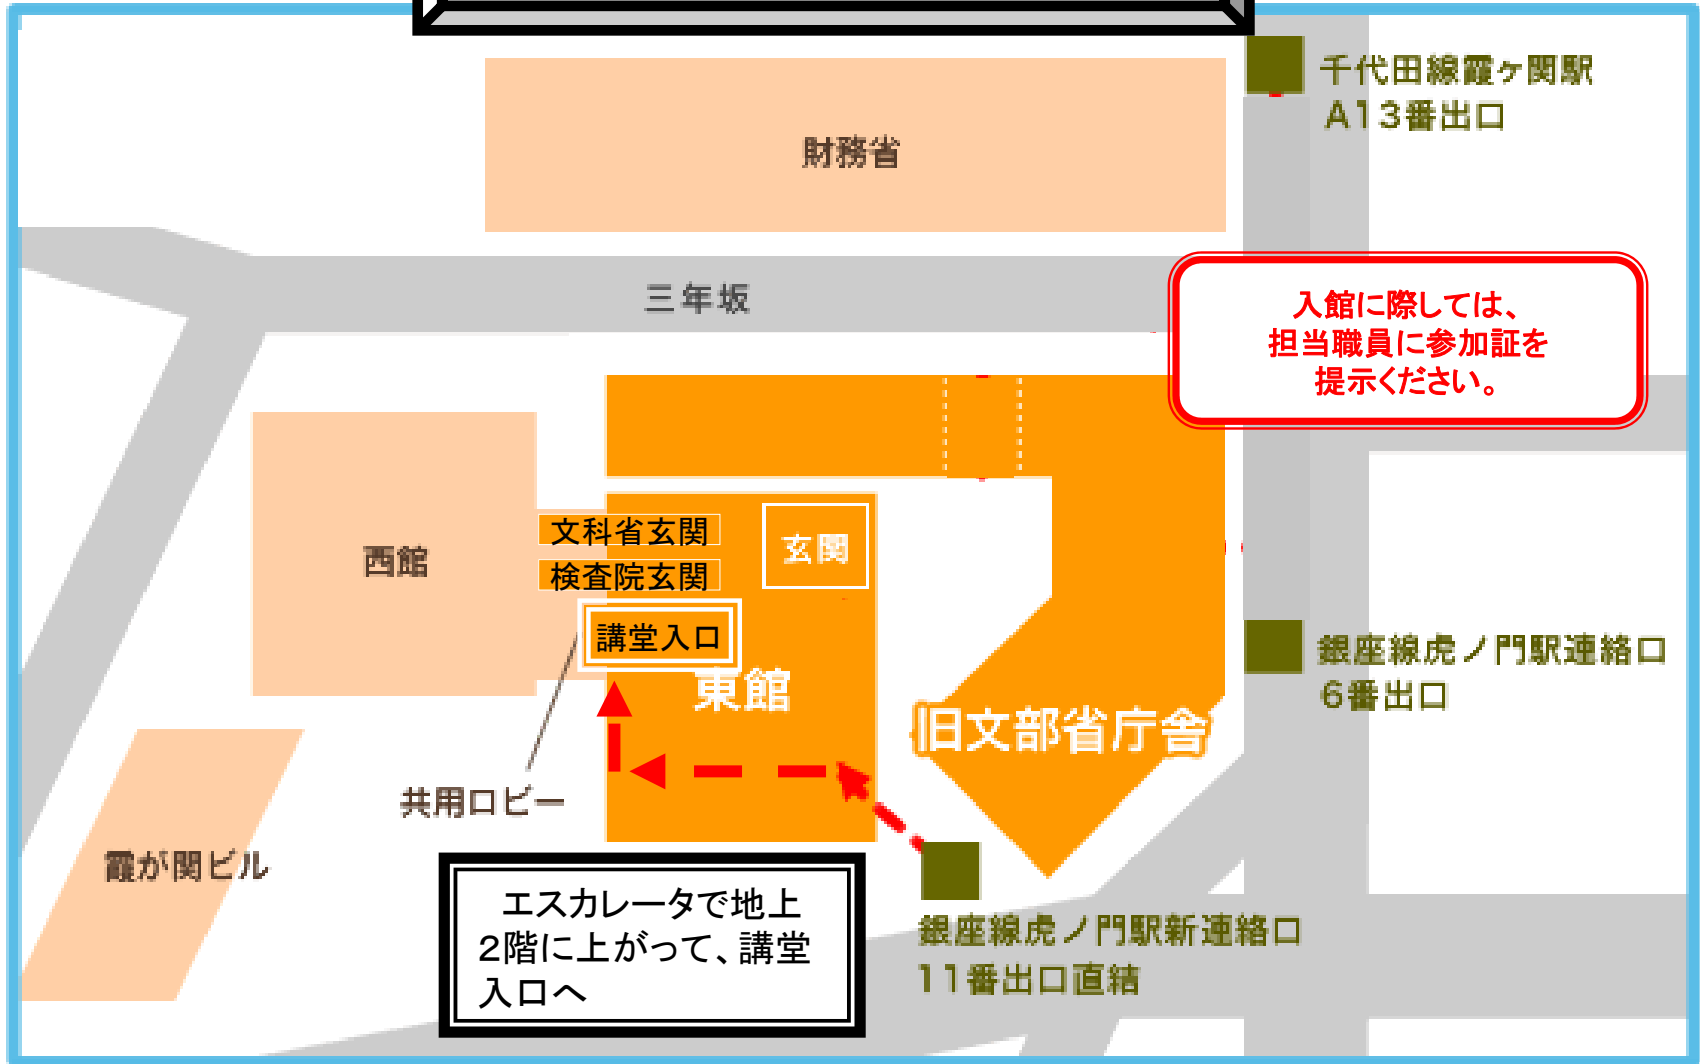 千代田線霞ヶ関駅
A13番出口
財務省
三年坂
入館に際しては、
担当職員に参加証を
提示ください。
文科省玄関
玄関
西館
検査院玄関
講堂入口
東館
銀座線虎ノ門駅連絡口
6番出口
旧文部省庁舎
共用ロビー
霞が関ビル
エスカレータで地上
2階に上がって、講堂
入口へ
銀座線虎ノ門駅新連絡口
11番出口直結